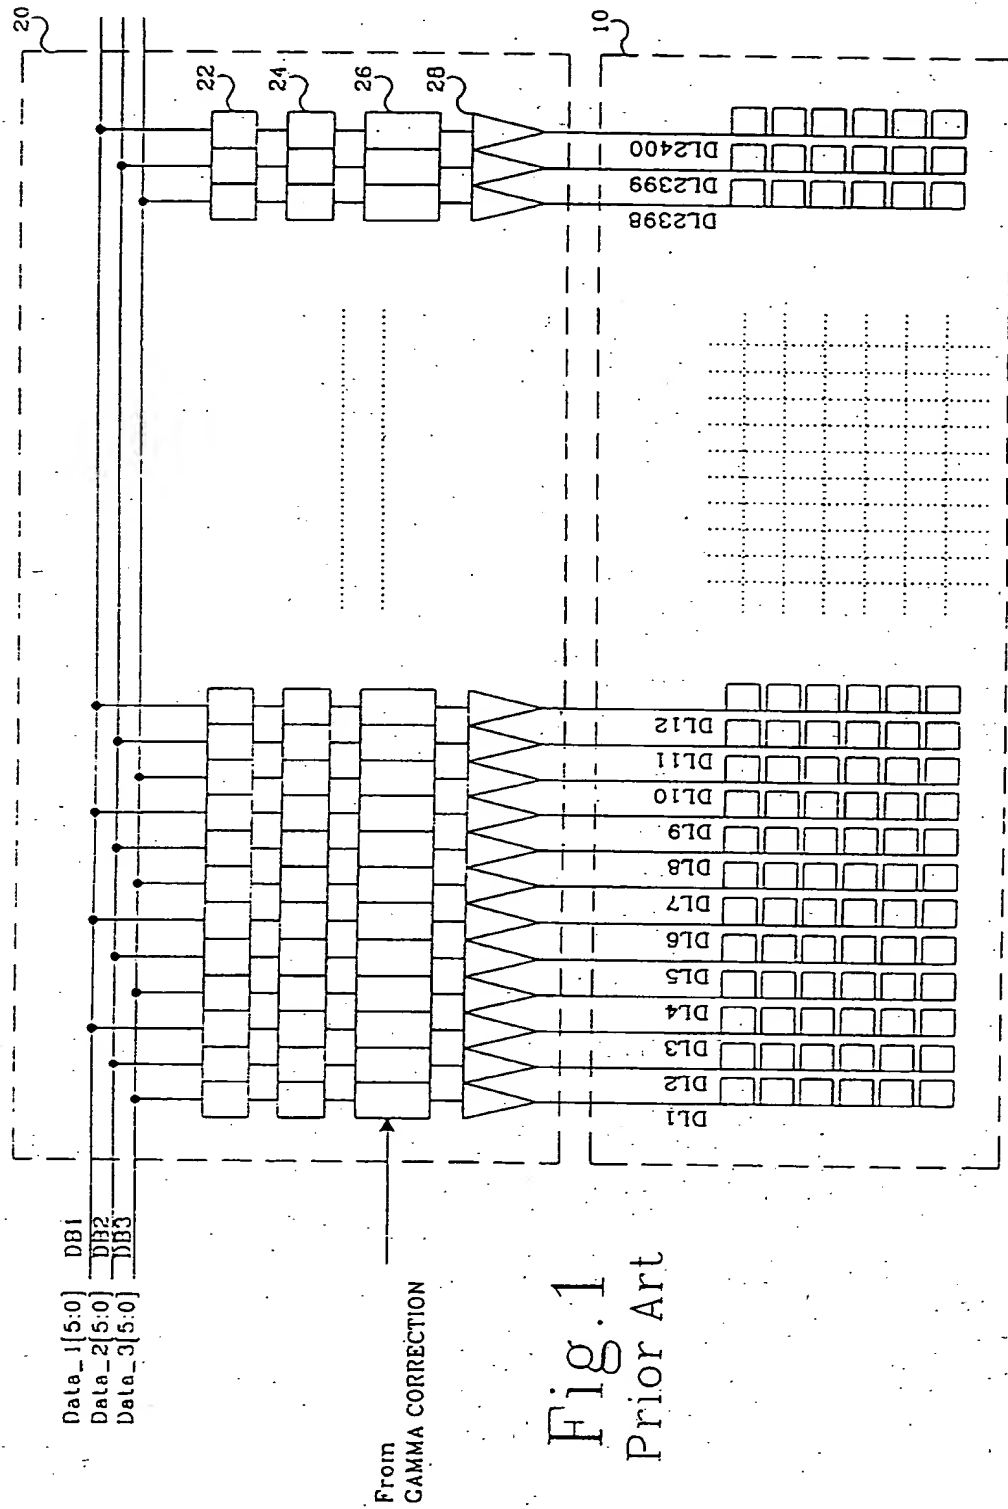 20
22
24
26
28
10
Data_1[5:0] DB1
Data_2[5:0] DB2
Data_3[5:0] DB3
From
GAMMA CORRECTION
DL1
DL2
DL3
DL4
DL5
DL6
DL7
DL8
DL9
DL10
DL11
DL12
DL2398
DL2399
DL2400
Fig. 1
Prior Art